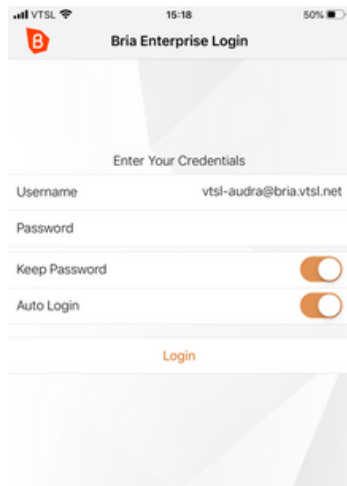 VTSL 15:18 50%
B Bria Enterprise Login
Enter Your Credentials
Username vtsl-audra@bria.vtsl.net
Password
Keep Password
Auto Login
Login